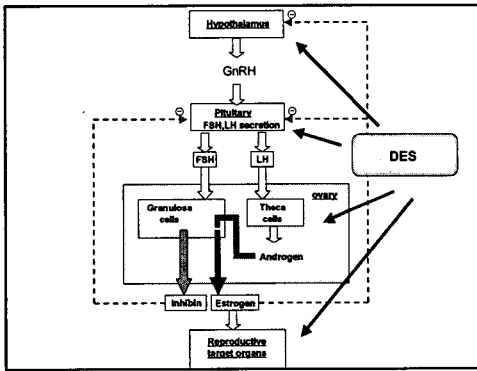 Hypothalamus
GnRH
Pituitary
FSH,LH secretion
DES
FSH
LH
ovary
Granulosa
cells
Theca
cells
Androgen
Inhibin
Estrogen
Reproductive
target organs